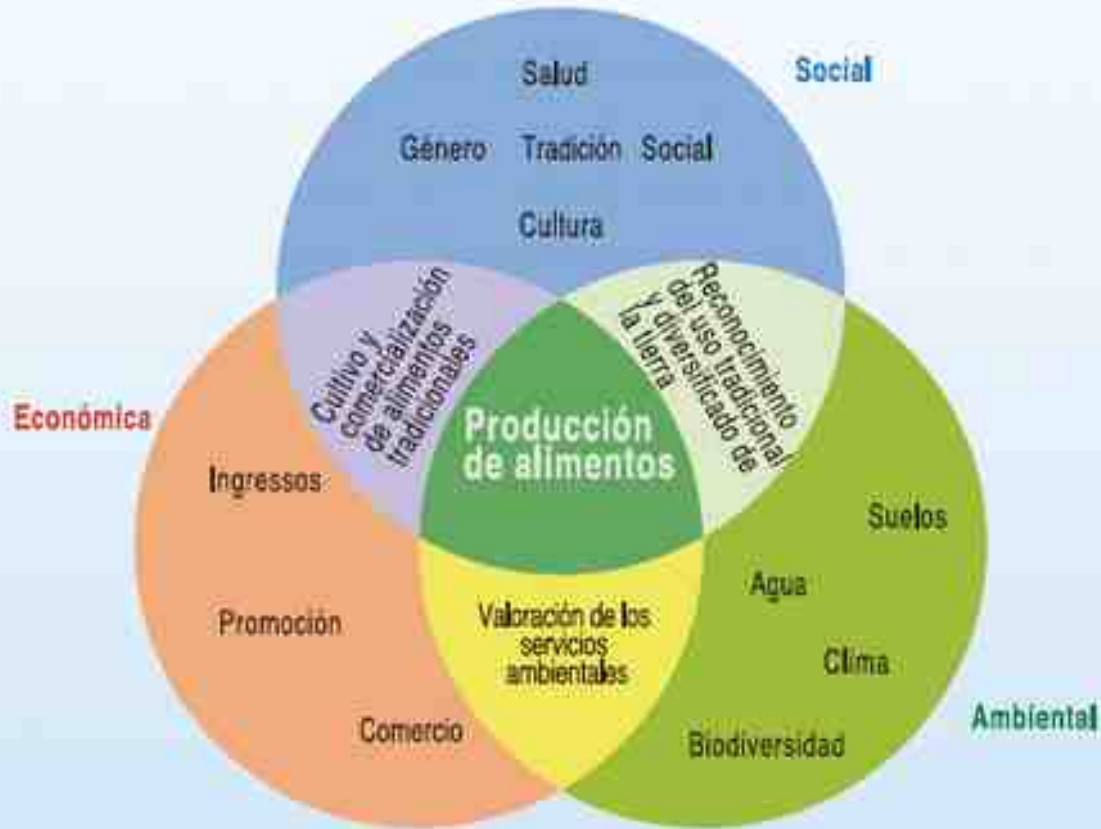 Salud
Social
Género Tradición Social
Cultura
Cultivo y
comercialización
de alimentos
tradicionales
Reconocimiento
del uso tradicional
y diversificado de
la tierra
Económica
Producción
de alimentos
Ingressos
Suelos
Agua
Promoción
Valoración de los
servicios
ambientales
Clima
Comercio
Biodiversidad
Ambiental